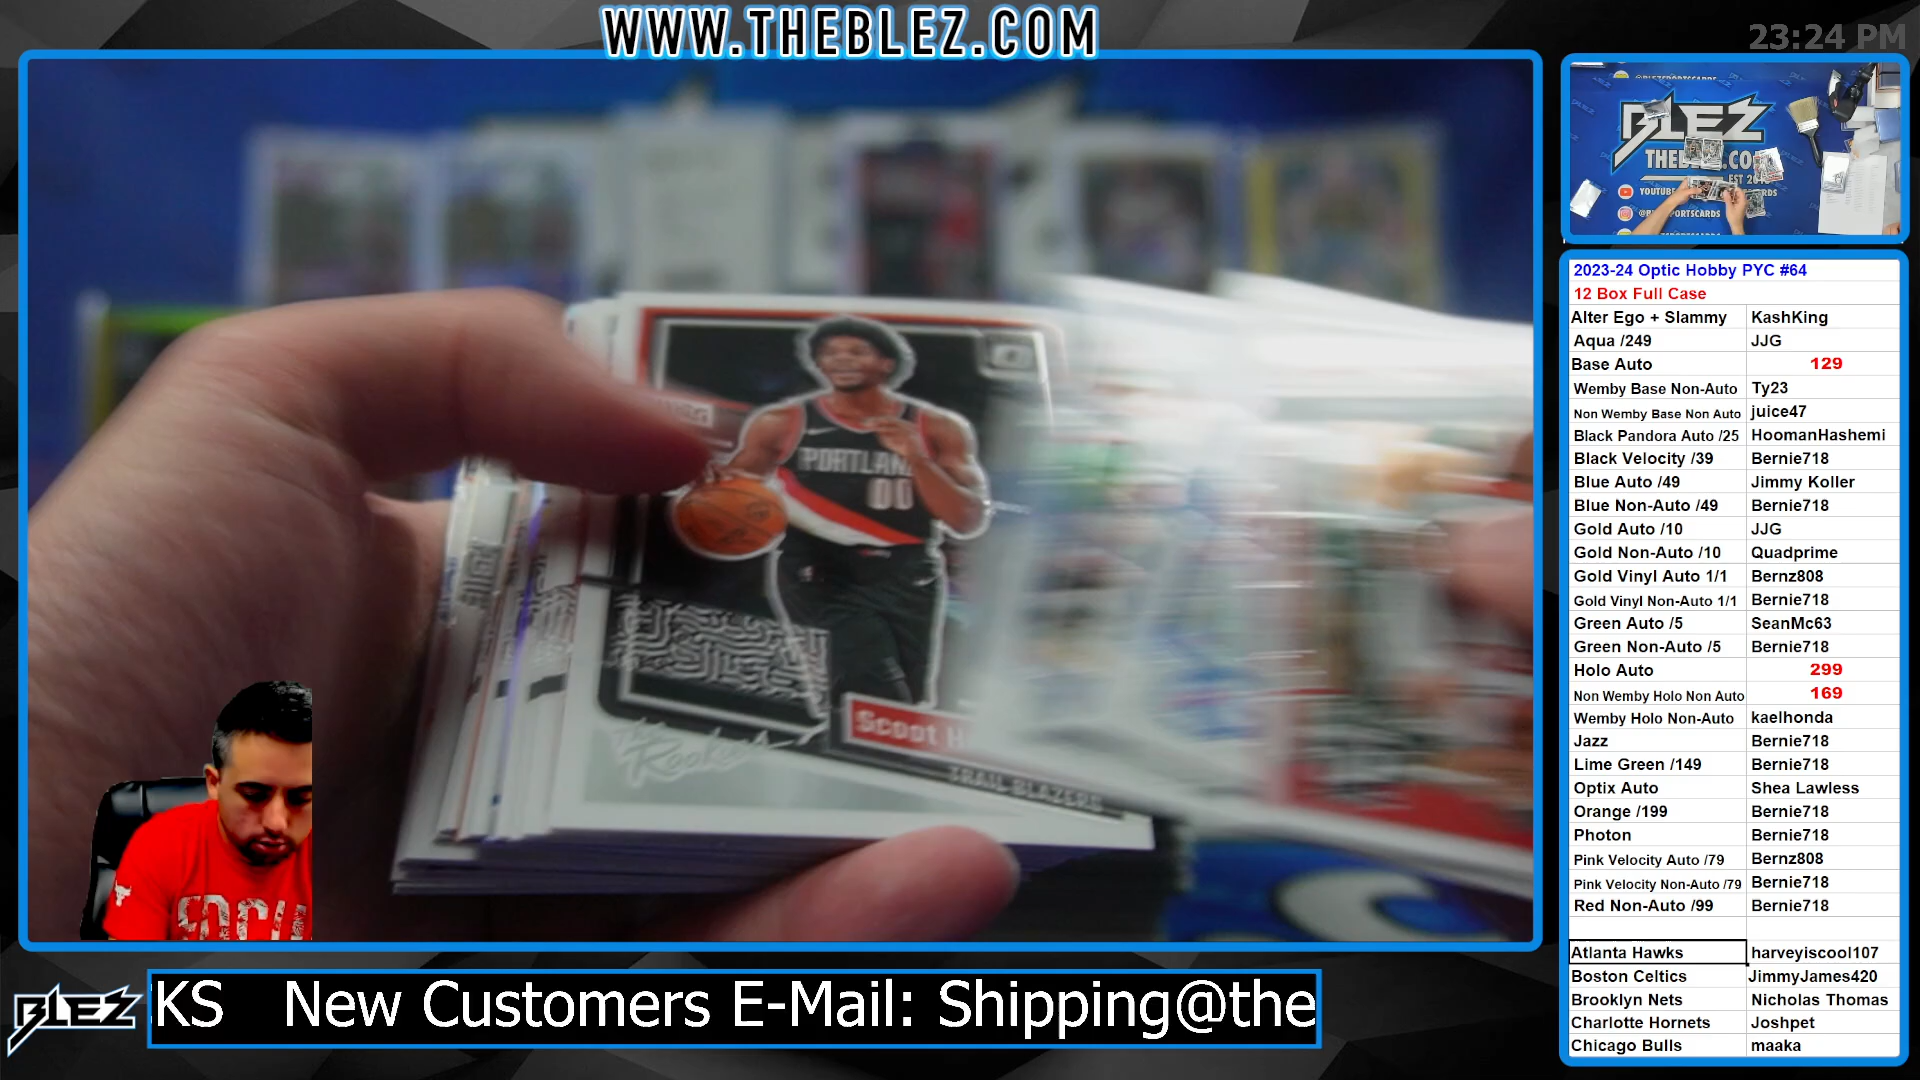 WWW.THEBLEZ.COM
23:24 PM
BLEZ
YOUTUBE
PORTLAN
00
Scoot H
TRAIL BLAZERS
2023-24 Optic Hobby PYC #64
12 Box Full Case
Alter Ego + Slammy KashKing
Aqua /249 JJG
Base Auto 129
Wemby Base Non-Auto Ty23
Non Wemby Base Non Auto juice47
Black Pandora Auto /25 HoomanHashemi
Black Velocity /39 Bernie718
Blue Auto /49 Jimmy Koller
Blue Non-Auto /49 Bernie718
Gold Auto /10 JJG
Gold Non-Auto /10 Quadprime
Gold Vinyl Auto 1/1 Bernz808
Gold Vinyl Non-Auto 1/1 Bernie718
Green Auto /5 SeanMc63
Green Non-Auto /5 Bernie718
Holo Auto 299
Non Wemby Holo Non Auto 169
Wemby Holo Non-Auto kaelhonda
Jazz Bernie718
Lime Green /149 Bernie718
Optix Auto Shea Lawless
Orange /199 Bernie718
Photon Bernie718
Pink Velocity Auto /79 Bernz808
Pink Velocity Non-Auto /79 Bernie718
Red Non-Auto /99 Bernie718
Atlanta Hawks harveyiscool107
Boston Celtics JimmyJames420
Brooklyn Nets Nicholas Thomas
Charlotte Hornets Joshpet
Chicago Bulls maaka
BLEZ
KS New Customers E-Mail: Shipping@the